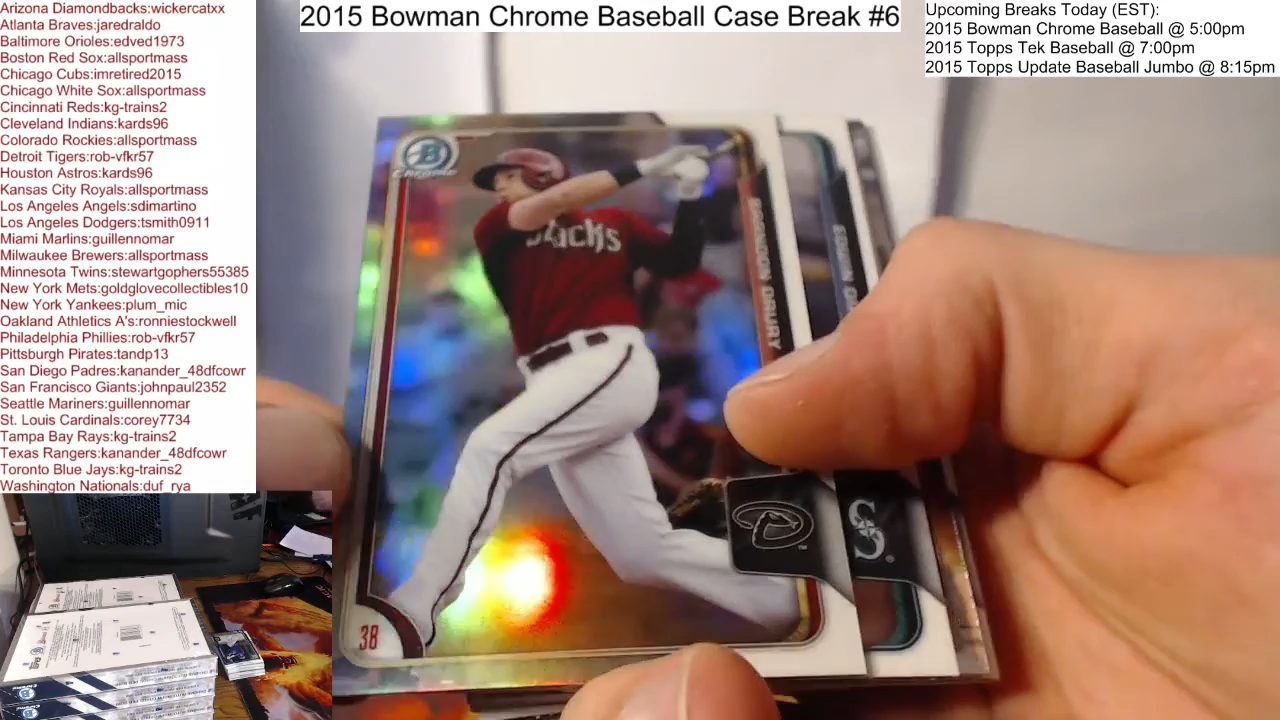 Arizona Diamondbacks:wickercatxx
Atlanta Braves:jaredraldo
Baltimore Orioles:edved1973
Boston Red Sox:allsportmass
Chicago Cubs:imretired2015
Chicago White Sox:allsportmass
Cincinnati Reds:kg-trains2
Cleveland Indians:kards96
Colorado Rockies:allsportmass
Detroit Tigers:rob-vfkr57
Houston Astros:kards96
Kansas City Royals:allsportmass
Los Angeles Angels:sdimartino
Los Angeles Dodgers:tsmith0911
Miami Marlins:guillennomar
Milwaukee Brewers:allsportmass
Minnesota Twins:stewartgophers55385
New York Mets:goldglovecollectibles10
New York Yankees:plum_mic
Oakland Athletics A's:ronniestockwell
Philadelphia Phillies:rob-vfkr57
Pittsburgh Pirates:tandp13
San Diego Padres:kanander_48dfcowr
San Francisco Giants:johnpaul2352
Seattle Mariners:guillennomar
St. Louis Cardinals:corey7734
Tampa Bay Rays:kg-trains2
Texas Rangers:kanander_48dfcowr
Toronto Blue Jays:kg-trains2
Washington Nationals:duf_rya
2015 Bowman Chrome Baseball Case Break #6
Upcoming Breaks Today (EST):
2015 Bowman Chrome Baseball @ 5:00pm
2015 Topps Tek Baseball @ 7:00pm
2015 Topps Update Baseball Jumbo @ 8:15pm
B
Chrome
BRANDON DRURY
38
S